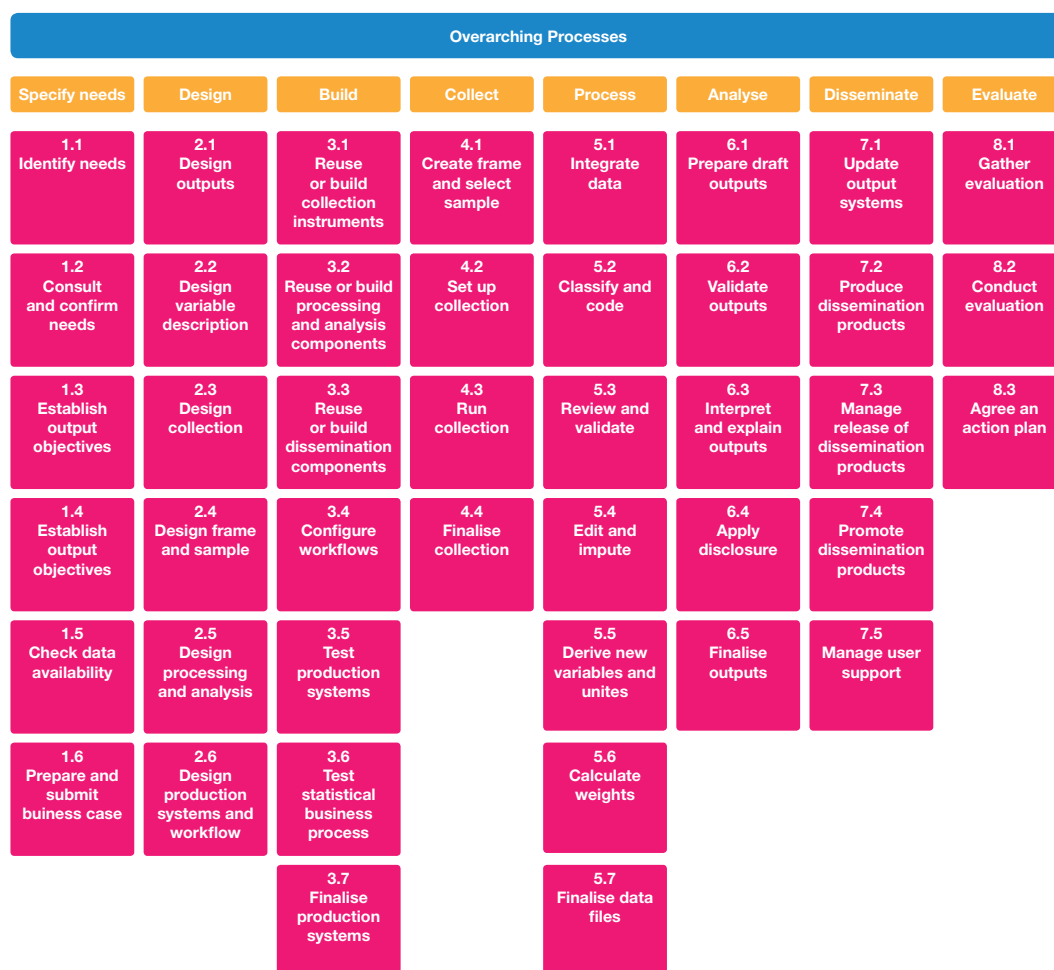 Overarching Processes
Specify needs
Design
Build
Collect
Process
Analyse
Disseminate
Evaluate
1.1
Identify needs
2.1
Design
outputs
3.1
Reuse
or build
collection
instruments
4.1
Create frame
and select
sample
5.1
Integrate
data
6.1
Prepare draft
outputs
7.1
Update
output
systems
8.1
Gather
evaluation
1.2
Consult
and confirm
needs
2.2
Design
variable
description
3.2
Reuse or build
processing
and analysis
components
4.2
Set up
collection
5.2
Classify and
code
6.2
Validate
outputs
7.2
Produce
dissemination
products
8.2
Conduct
evaluation
1.3
Establish
output
objectives
2.3
Design
collection
3.3
Reuse
or build
dissemination
components
4.3
Run
collection
5.3
Review and
validate
6.3
Interpret
and explain
outputs
7.3
Manage
release of
dissemination
products
8.3
Agree an
action plan
1.4
Establish
output
objectives
2.4
Design frame
and sample
3.4
Configure
workflows
4.4
Finalise
collection
5.4
Edit and
impute
6.4
Apply
disclosure
7.4
Promote
dissemination
products
1.5
Check data
availability
2.5
Design
processing
and analysis
3.5
Test
production
systems
5.5
Derive new
variables and
unites
6.5
Finalise
outputs
7.5
Manage user
support
1.6
Prepare and
submit
buiness case
2.6
Design
production
systems and
workflow
3.6
Test
statistical
business
process
5.6
Calculate
weights
3.7
Finalise
production
systems
5.7
Finalise data
files